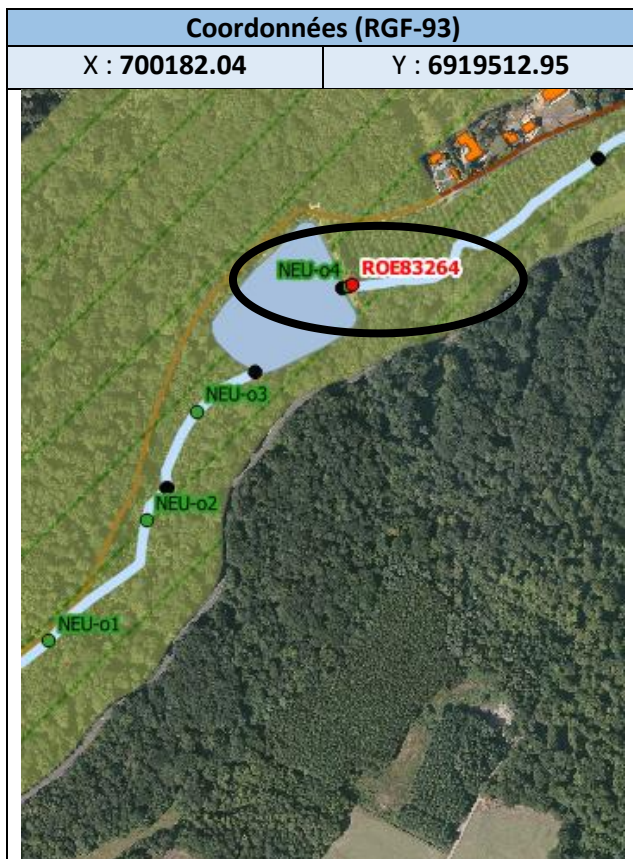 Coordonnées (RGF-93)
X : 700182.04 Y : 6919512.95
ROE83264
NEU-o4
NEU-o3
NEU-o2
NEU-o1